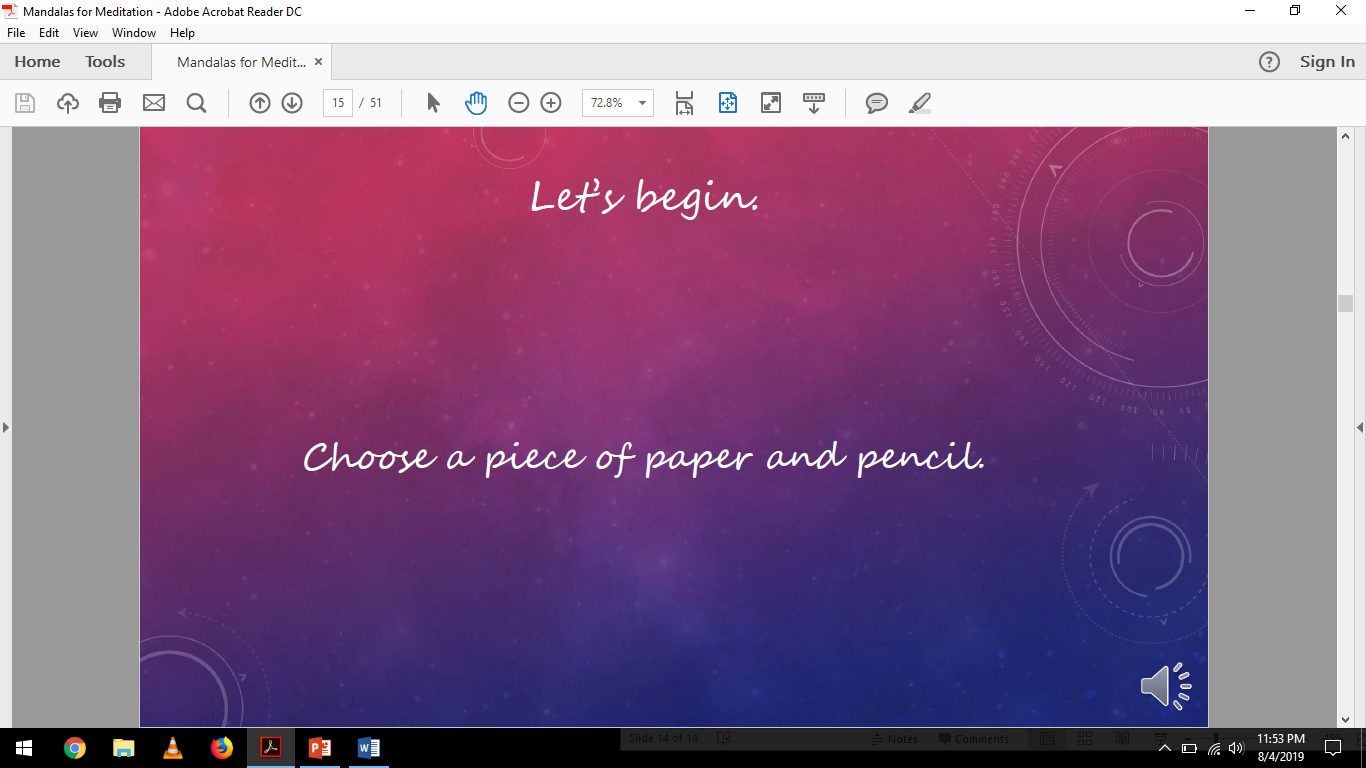 Mandalas for Meditation - Adobe Acrobat Reader DC
File Edit View Window Help
Home Tools Mandalas for Medit... × ? Sign In
15 / 51 72.8%
Let's begin.
Choose a piece of paper and pencil.
Slide 14 of 14 Notes Comments
11:53 PM
8/4/2019